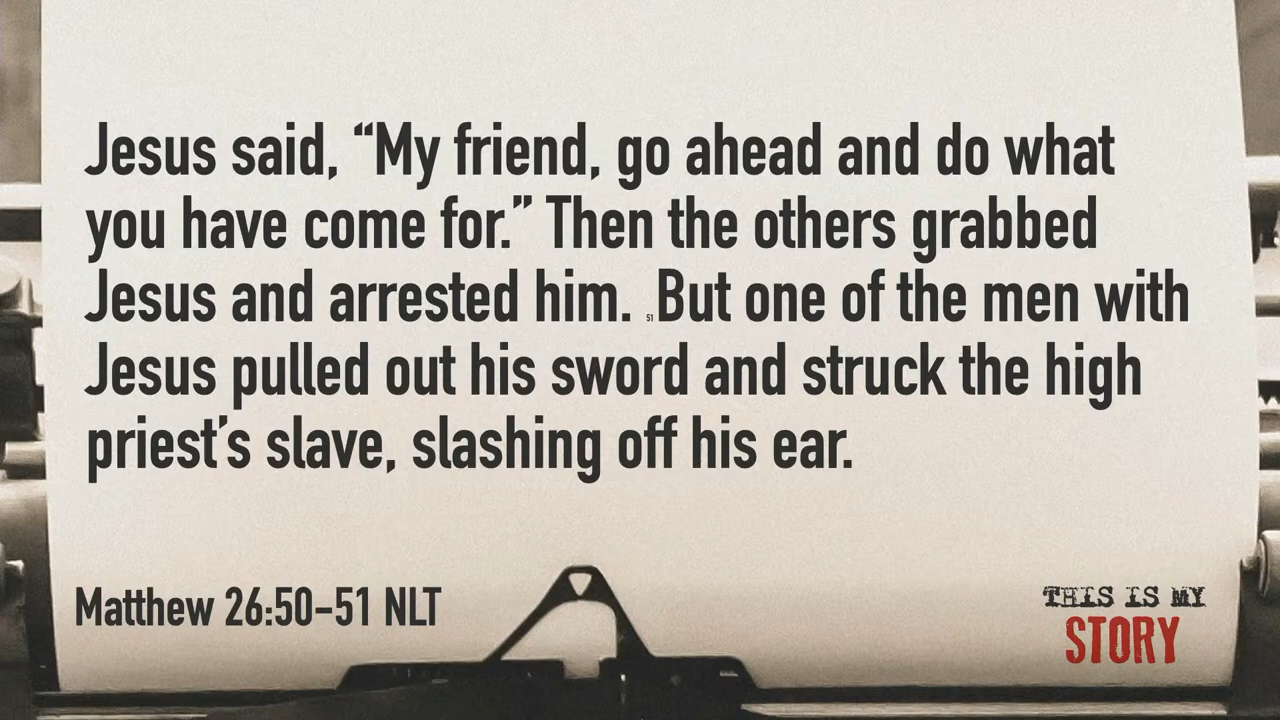 Jesus said, “My friend, go ahead and do what
you have come for.” Then the others grabbed
Jesus and arrested him. 51 But one of the men with
Jesus pulled out his sword and struck the high
priest’s slave, slashing off his ear.
Matthew 26:50–51 NLT
THIS IS MY
STORY